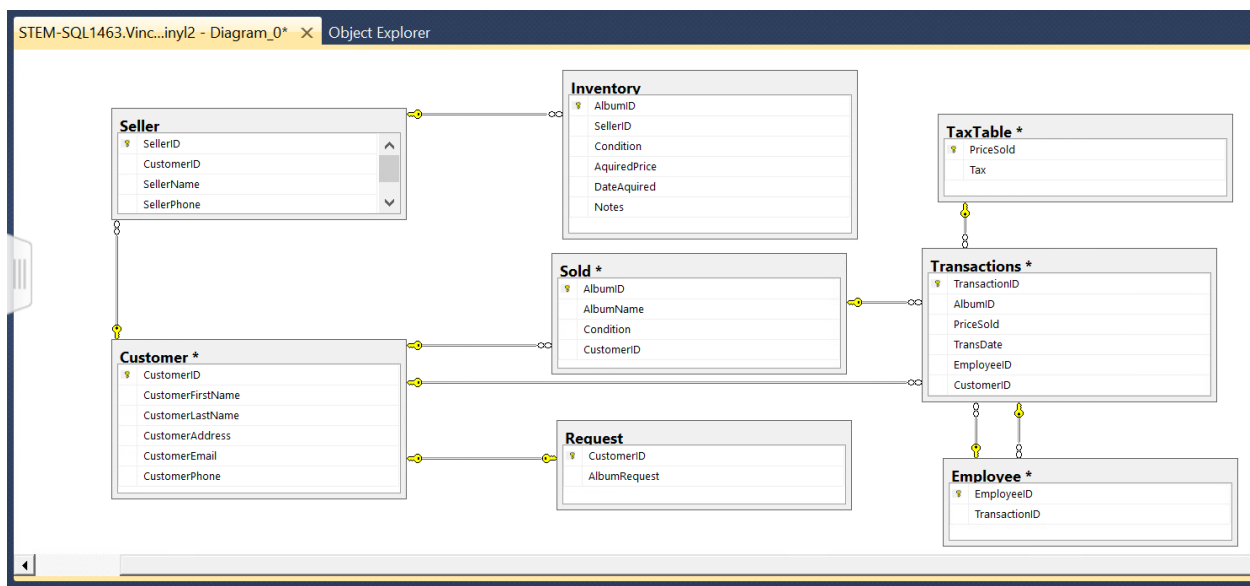 STEM-SQL1463.Vinc...inyl2 - Diagram_0*
Object Explorer
Seller
SellerID
CustomerID
SellerName
SellerPhone
Inventory
AlbumID
SellerID
Condition
AquiredPrice
DateAquired
Notes
TaxTable *
PriceSold
Tax
Sold *
AlbumID
AlbumName
Condition
CustomerID
Transactions *
TransactionID
AlbumID
PriceSold
TransDate
EmployeeID
CustomerID
Customer *
CustomerID
CustomerFirstName
CustomerLastName
CustomerAddress
CustomerEmail
CustomerPhone
Request
CustomerID
AlbumRequest
Employee *
EmployeeID
TransactionID